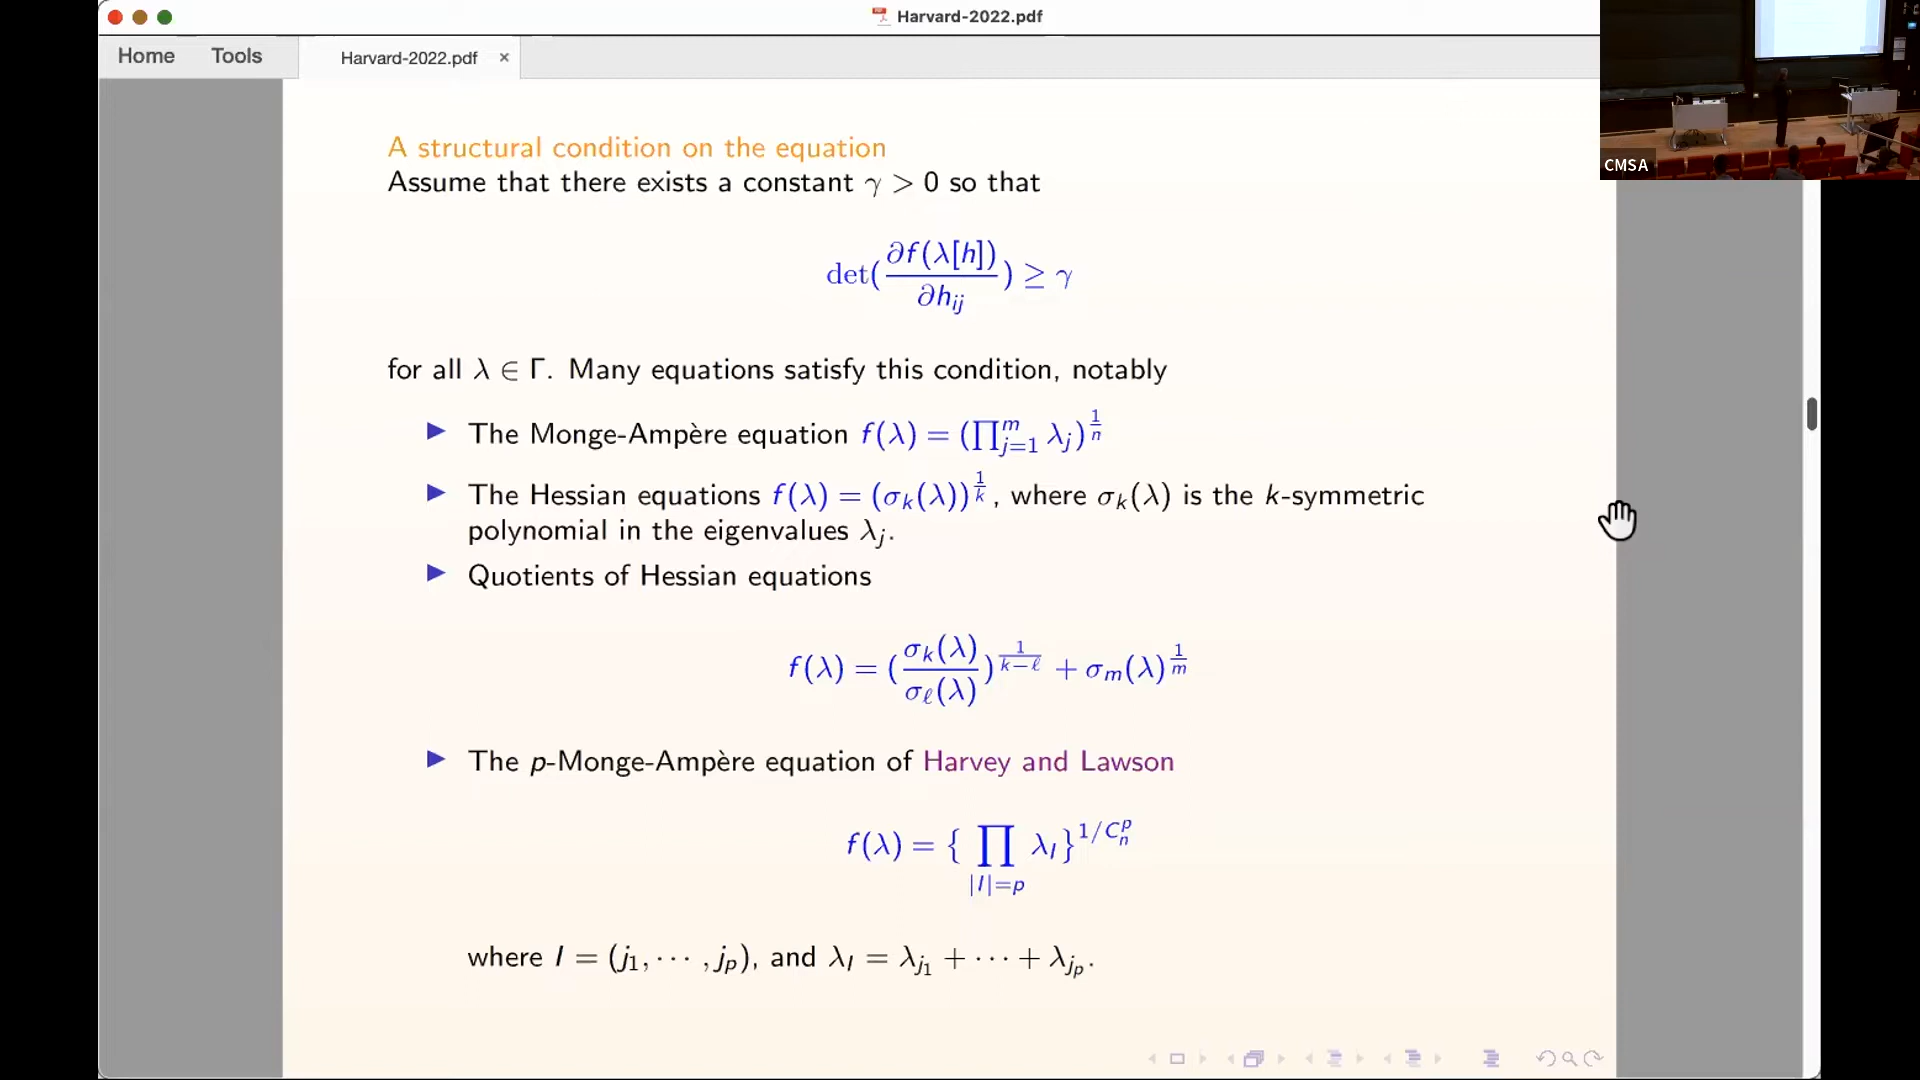 Harvard-2022.pdf
Home Tools Harvard-2022.pdf ×
CMSA
A structural condition on the equation
Assume that there exists a constant γ > 0 so that
det(∂f(λ[h])/∂h_{ij}) ≥ γ
for all λ ∈ Γ. Many equations satisfy this condition, notably
▶ The Monge-Ampère equation f(λ) = (∏_{j=1}^{m} λ_j)^{1/n}
▶ The Hessian equations f(λ) = (σ_k(λ))^{1/k}, where σ_k(λ) is the k-symmetric
polynomial in the eigenvalues λ_j.
▶ Quotients of Hessian equations
f(λ) = (σ_k(λ)/σ_ℓ(λ))^{1/(k−ℓ)} + σ_m(λ)^{1/m}
▶ The p-Monge-Ampère equation of Harvey and Lawson
f(λ) = { ∏_{|I|=p} λ_I }^{1/C_n^p}
where I = (j_1, ⋯ , j_p), and λ_I = λ_{j_1} + ⋯ + λ_{j_p}.